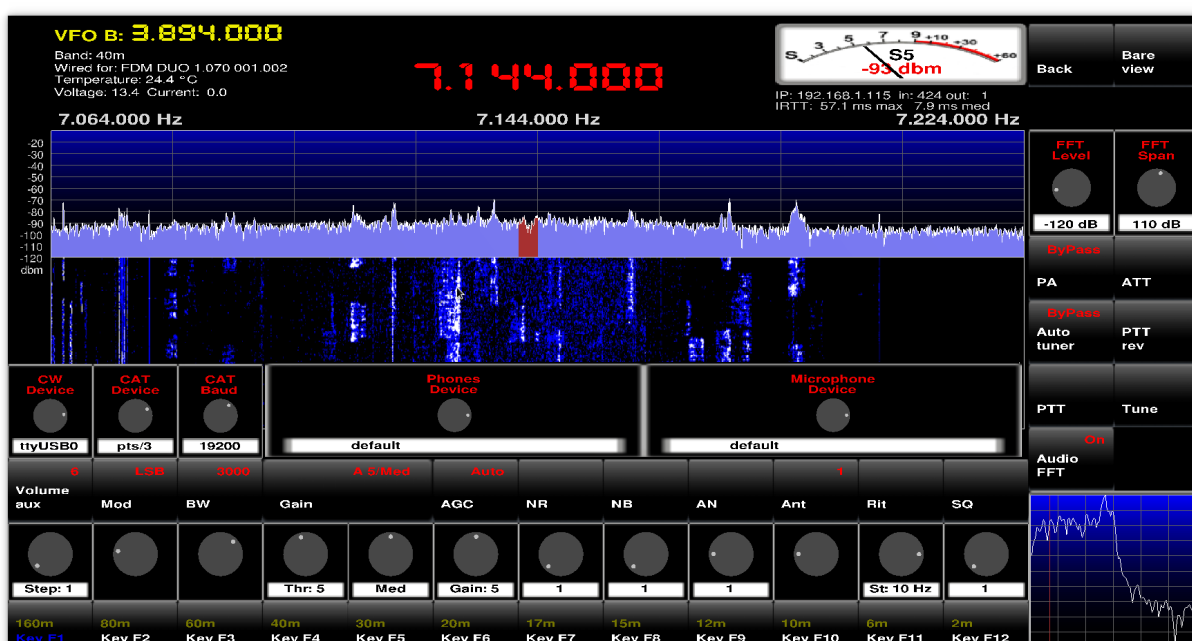 VFO B: 3.894.000
Band: 40m
Wired for: FDM DUO 1.070 001.002
Temperature: 24.4 °C
Voltage: 13.4 Current: 0.0
7.144.000
S 3 5 7 9 +10 +30 +60
S5
-93 dbm
IP: 192.168.1.115 in: 424 out: 1
IRTT: 57.1 ms max 7.9 ms med
Back
Bare
view
7.064.000 Hz
7.144.000 Hz
7.224.000 Hz
-20
-30
-40
-50
-60
-70
-80
-90
-100
-110
-120
dbm
FFT
Level
-120 dB
FFT
Span
110 dB
ByPass
PA
ATT
ByPass
Auto
tuner
PTT
rev
PTT
Tune
On
Audio
FFT
CW
Device
ttyUSB0
CAT
Device
pts/3
CAT
Baud
19200
Phones
Device
default
Microphone
Device
default
8
Volume
aux
LSB
Mod
3000
BW
A 5/Med
Gain
Auto
AGC
NR
NB
AN
1
Ant
Rit
SQ
Step: 1
Thr: 5
Med
Gain: 5
1
1
1
St: 10 Hz
1
160m
80m
60m
40m
30m
20m
17m
15m
12m
10m
6m
2m
Key F1
Key F2
Key F3
Key F4
Key F5
Key F6
Key F7
Key F8
Key F9
Key F10
Key F11
Key F12